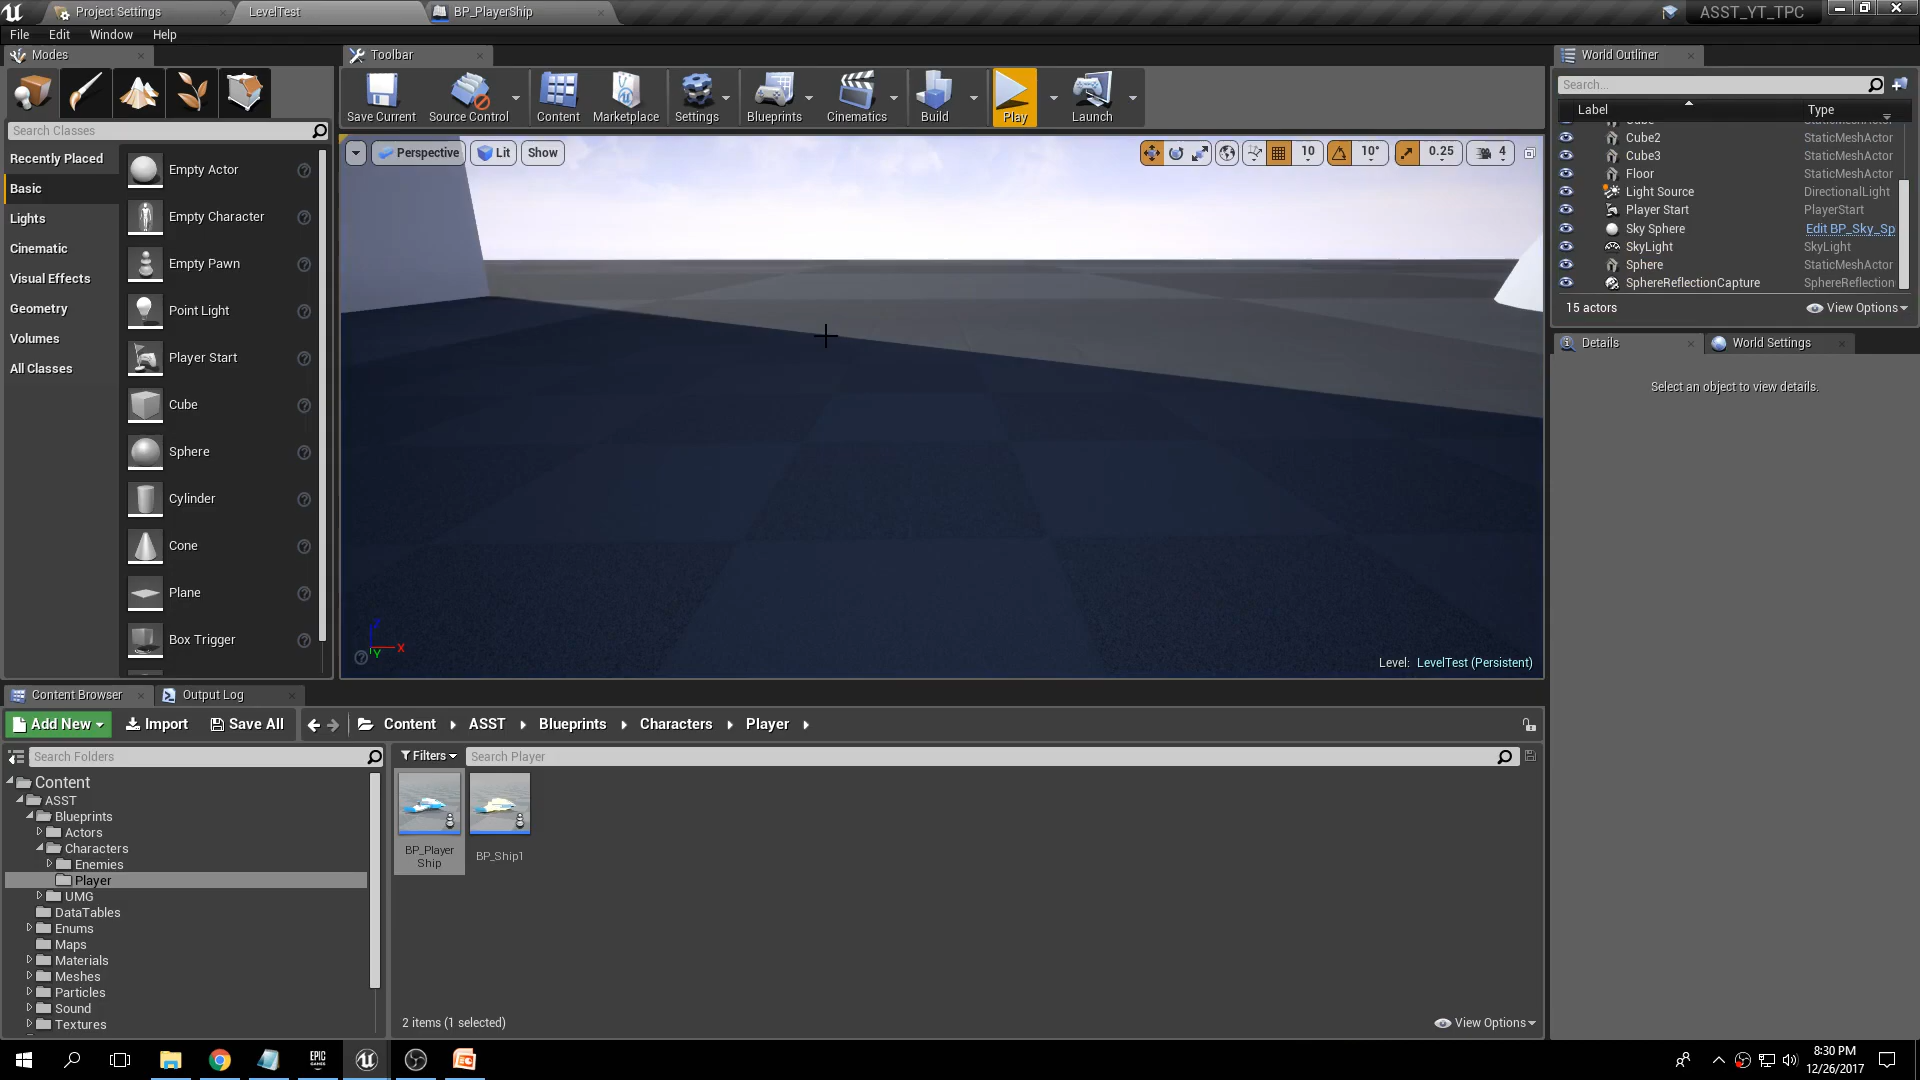 Project Settings
LevelTest
BP_PlayerShip
ASST_YT_TPC
File Edit Window Help
Modes
Toolbar
World Outliner
Save Current
Source Control
Content
Marketplace
Settings
Blueprints
Cinematics
Build
Play
Launch
Search...
Label
Type
Search Classes
Perspective
Lit
Show
10
10°
0.25
4
Cube2 StaticMeshActor
Cube3 StaticMeshActor
Floor StaticMeshActor
Light Source DirectionalLight
Player Start PlayerStart
Sky Sphere Edit BP_Sky_Sp
SkyLight SkyLight
Sphere StaticMeshActor
SphereReflectionCapture SphereReflection
15 actors
View Options
Recently Placed
Basic
Lights
Cinematic
Visual Effects
Geometry
Volumes
All Classes
Empty Actor
Empty Character
Empty Pawn
Point Light
Player Start
Cube
Sphere
Cylinder
Cone
Plane
Box Trigger
Details
World Settings
Select an object to view details.
X
Y
Level: LevelTest (Persistent)
Content Browser
Output Log
Add New
Import
Save All
Content
ASST
Blueprints
Characters
Player
Search Folders
Filters
Search Player
Content
ASST
Blueprints
Actors
Characters
Enemies
Player
UMG
DataTables
Enums
Maps
Materials
Meshes
Particles
Sound
Textures
BP_Player
Ship
BP_Ship1
2 items (1 selected)
View Options
EPIC
GAMES
8:30 PM
12/26/2017